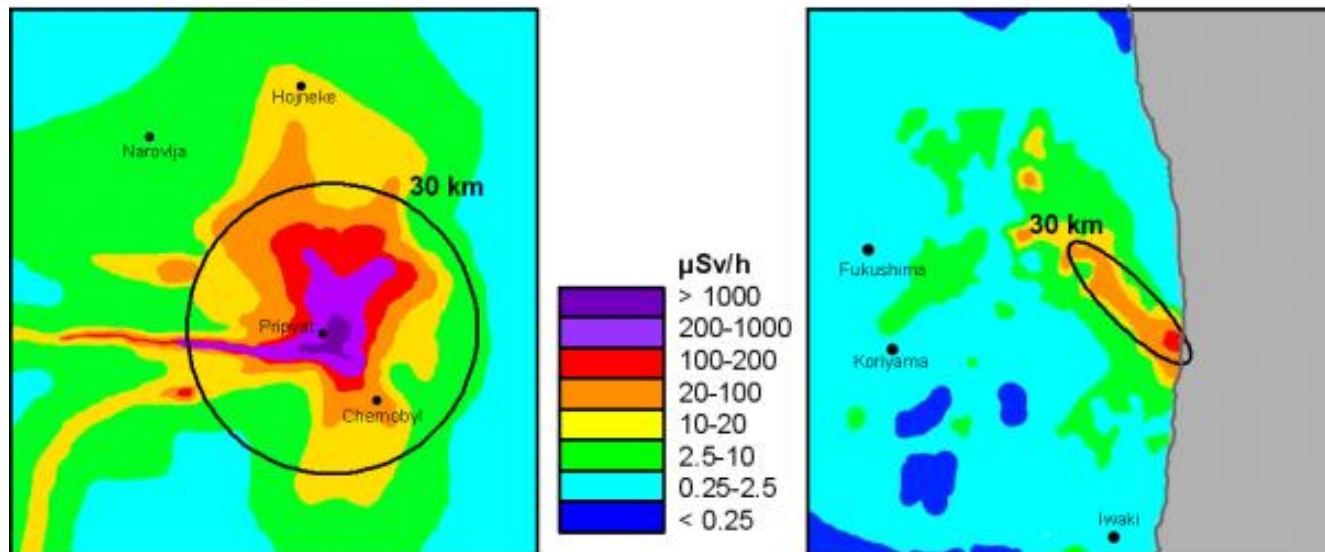 Hojneke
Narovlja
30 km
Pripyat
Chernobyl
µSv/h
> 1000
200-1000
100-200
20-100
10-20
2.5-10
0.25-2.5
< 0.25
30 km
Fukushima
Koriyama
Iwaki